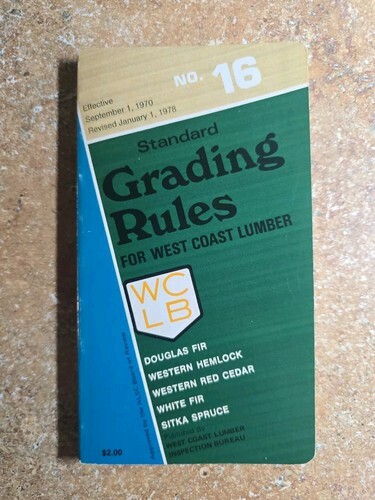 NO. 16
Effective
September 1, 1970
Revised January 1, 1978
Standard
Grading
Rules
FOR WEST COAST LUMBER
WC
LB
DOUGLAS FIR
WESTERN HEMLOCK
WESTERN RED CEDAR
WHITE FIR
SITKA SPRUCE
Published By
WEST COAST LUMBER
INSPECTION BUREAU
$2.00